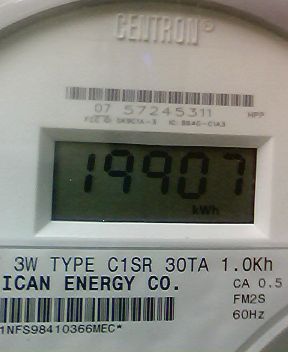 CENTRON®
07 57245311 HPP
19907
kWh
3W TYPE C1SR 30TA 1.0Kh
ICAN ENERGY CO. CA 0.5
FM2S
60Hz
1NFS98410366MEC*